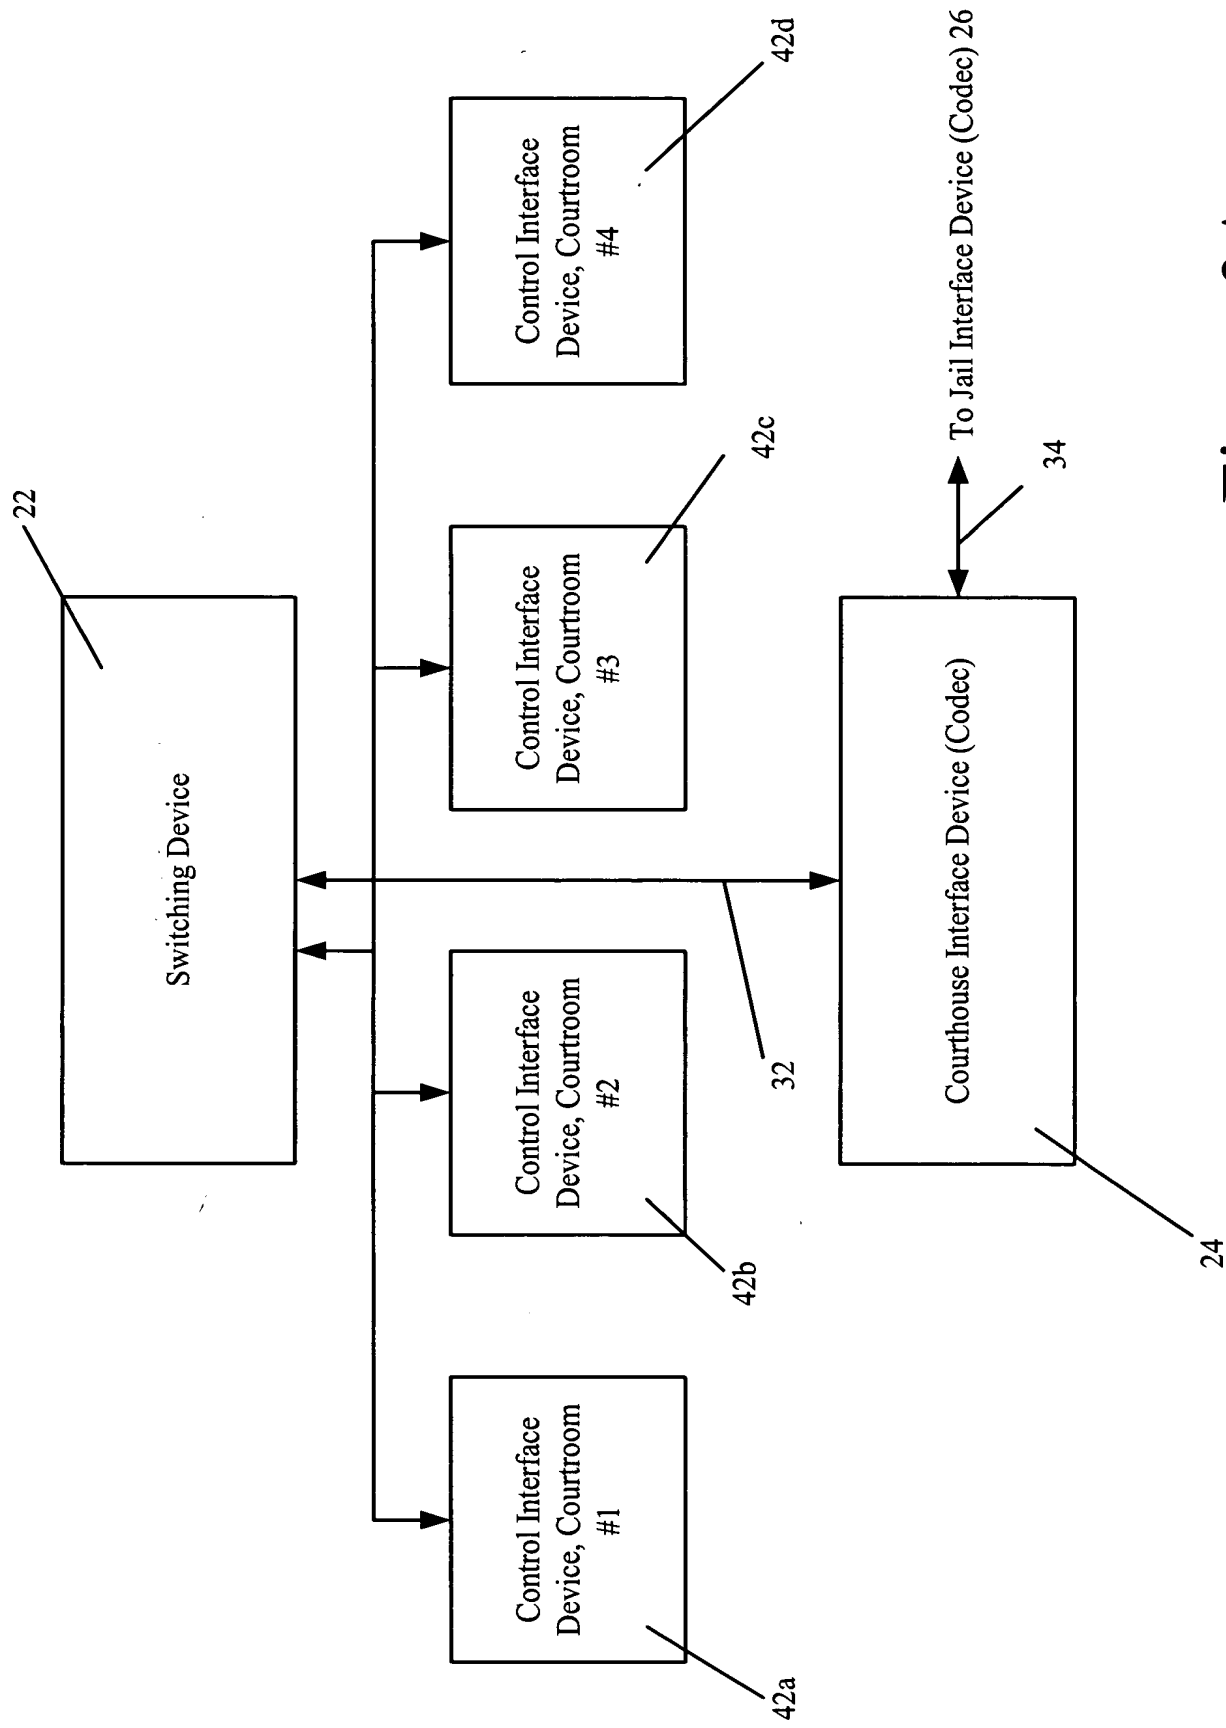 22
Switching Device
Control Interface
Device, Courtroom
#1
Control Interface
Device, Courtroom
#2
Control Interface
Device, Courtroom
#3
Control Interface
Device, Courtroom
#4
42a
42b
42c
42d
32
Courthouse Interface Device (Codec)
34
To Jail Interface Device (Codec) 26
24